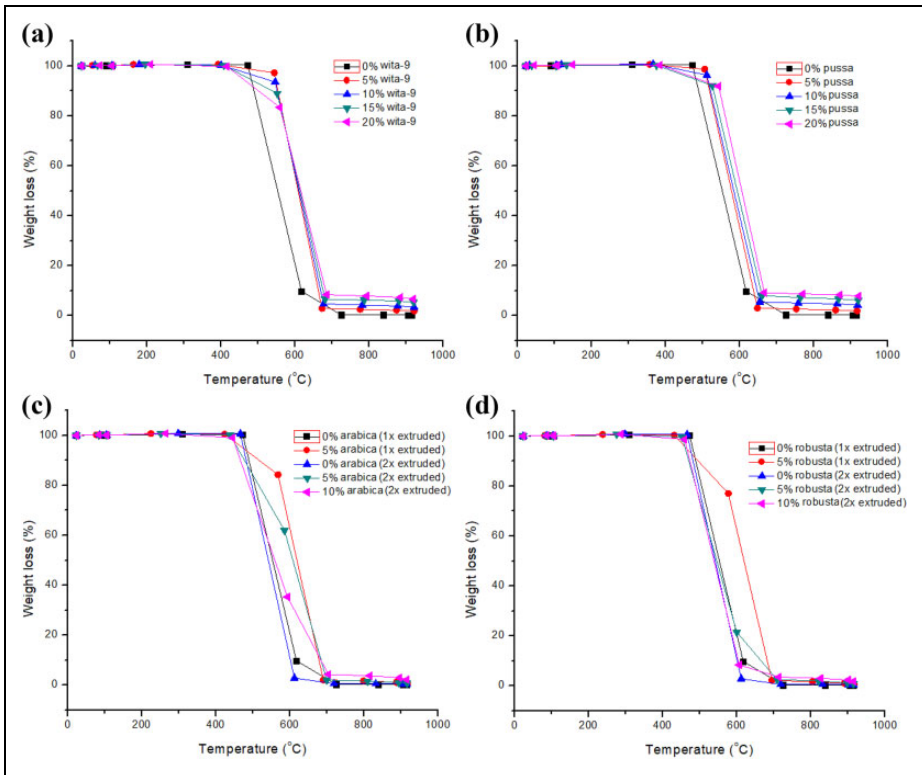 (a)
100
80
60
40
20
0
Weight loss (%)
0% wita-9
5% wita-9
10% wita-9
15% wita-9
20% wita-9
0 200 400 600 800 1000
Temperature (°C)
(b)
100
80
60
40
20
0
Weight loss (%)
0% pussa
5% pussa
10% pussa
15% pussa
20% pussa
0 200 400 600 800 1000
Temperature (°C)
(c)
100
80
60
40
20
0
Weight loss (%)
0% arabica (1x extruded)
5% arabica (1x extruded)
0% arabica (2x extruded)
5% arabica (2x extruded)
10% arabica (2x extruded)
0 200 400 600 800 1000
Temperature (°C)
(d)
100
80
60
40
20
0
Weight loss (%)
0% robusta (1x extruded)
5% robusta (1x extruded)
0% robusta (2x extruded)
5% robusta (2x extruded)
10% robusta (2x extruded)
0 200 400 600 800 1000
Temperature (°C)